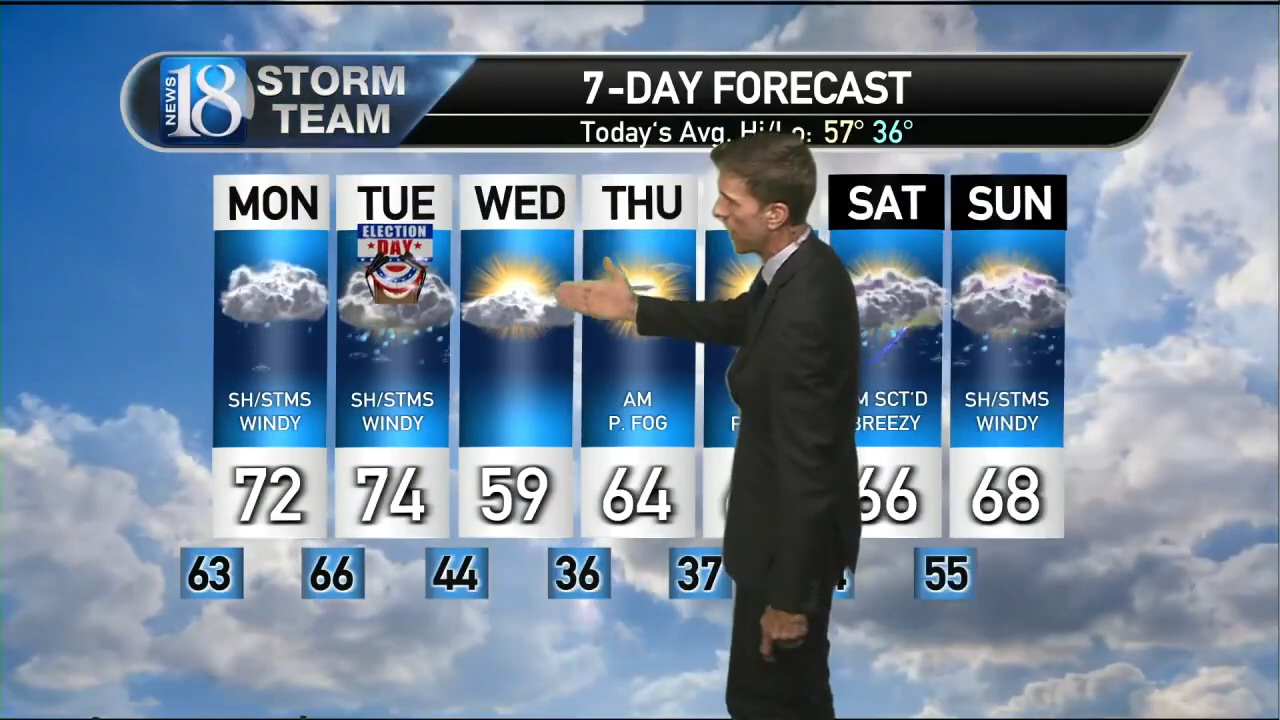 NEWS 18 STORM TEAM
7-DAY FORECAST
Today's Avg. Hi/Lo: 57° 36°
MON TUE WED THU SAT SUN
ELECTION
DAY
SH/STMS
WINDY
SH/STMS
WINDY
AM
P. FOG
SCT'D
BREEZY
SH/STMS
WINDY
72 74 59 64 66 68
63 66 44 36 37 55